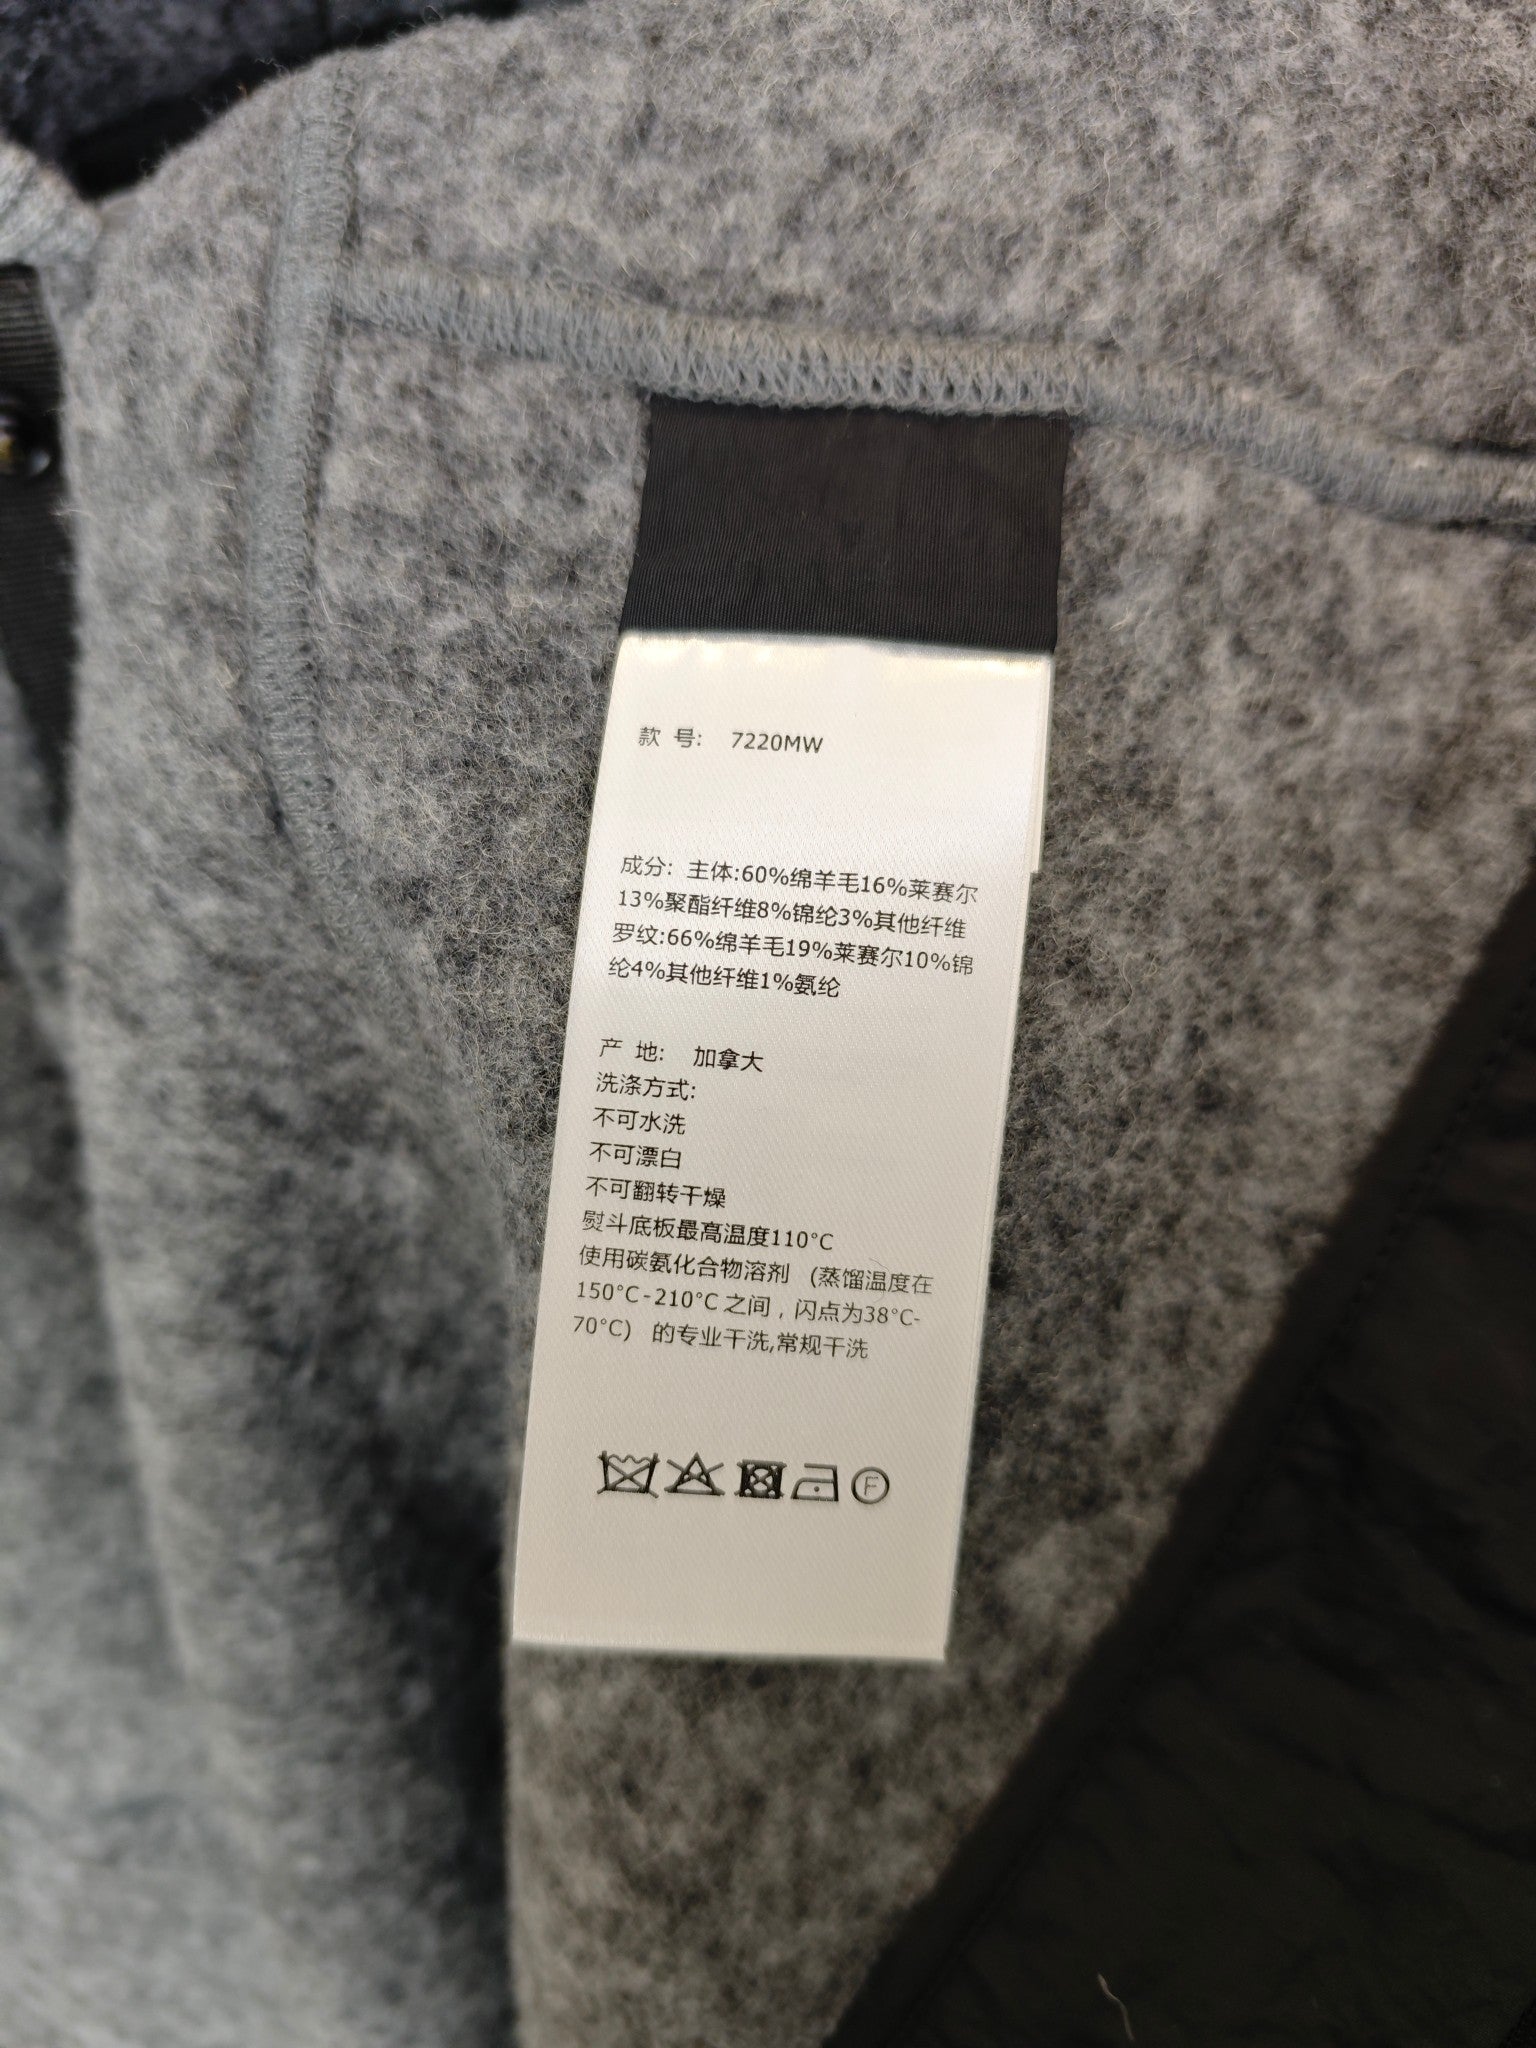 款 号: 7220MW
成分: 主体:60%绵羊毛16%莱赛尔
13%聚酯纤维8%锦纶3%其他纤维
罗纹:66%绵羊毛19%莱赛尔10%锦
纶4%其他纤维1%氨纶
产 地: 加拿大
洗涤方式:
不可水洗
不可漂白
不可翻转干燥
熨斗底板最高温度110°C
使用碳氨化合物溶剂 (蒸馏温度在
150°C-210°C之间，闪点为38°C-
70°C) 的专业干洗,常规干洗
F